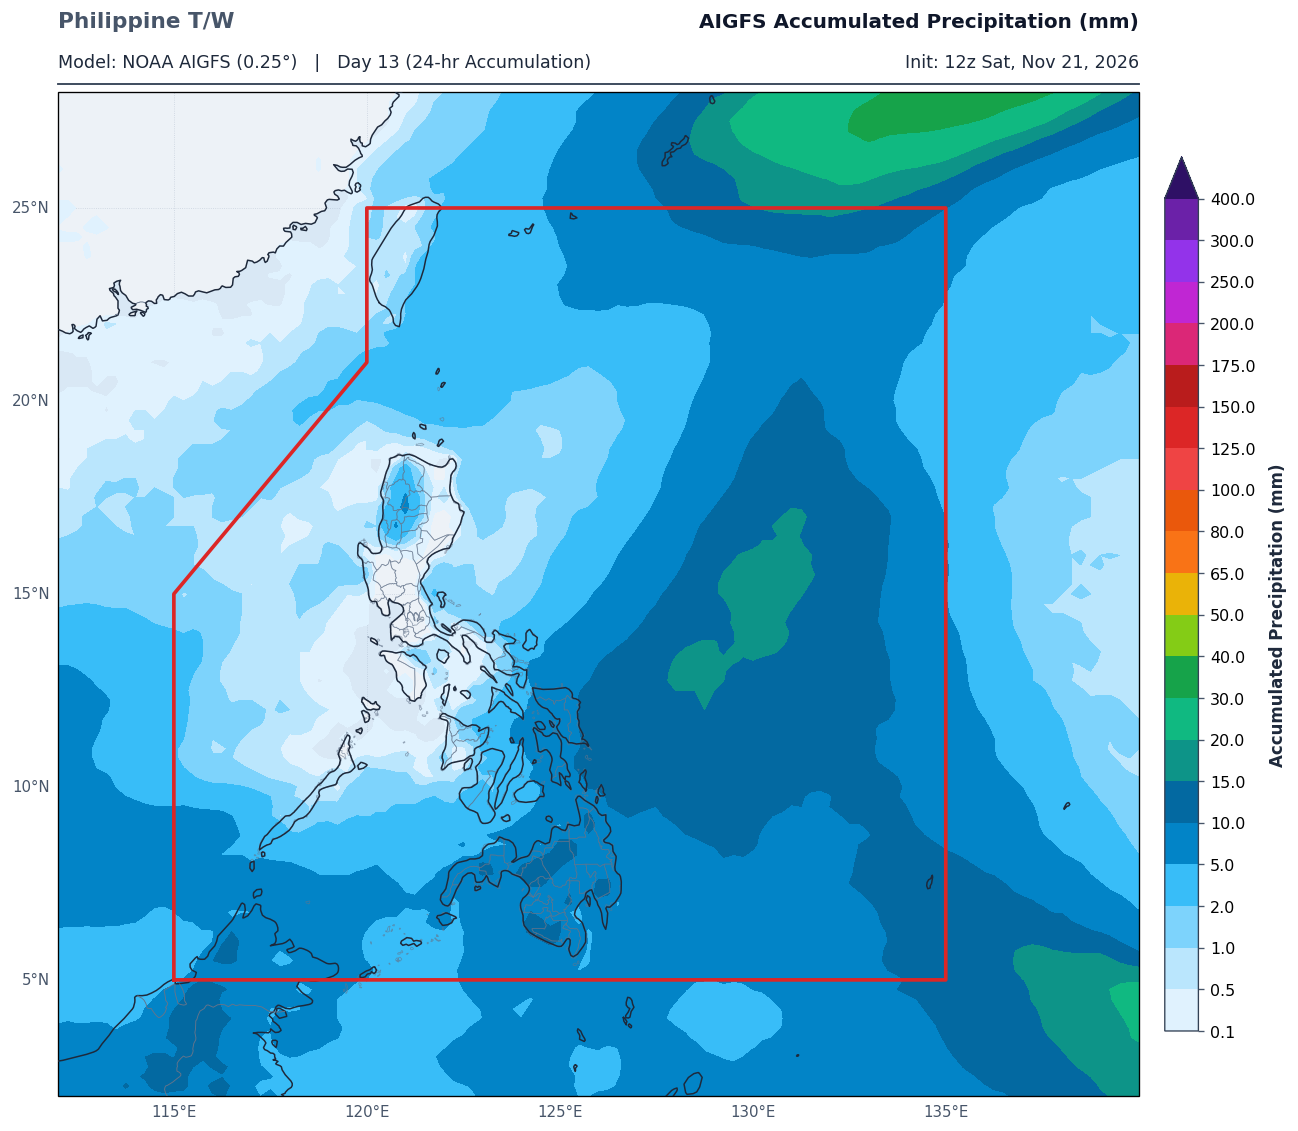 Philippine T/W
AIGFS Accumulated Precipitation (mm)
Model: NOAA AIGFS (0.25°)   |   Day 13 (24-hr Accumulation)
Init: 12z Sat, Nov 21, 2026
25°N
20°N
15°N
10°N
5°N
115°E
120°E
125°E
130°E
135°E
400.0
300.0
250.0
200.0
175.0
150.0
125.0
100.0
80.0
65.0
50.0
40.0
30.0
20.0
15.0
10.0
5.0
2.0
1.0
0.5
0.1
Accumulated Precipitation (mm)